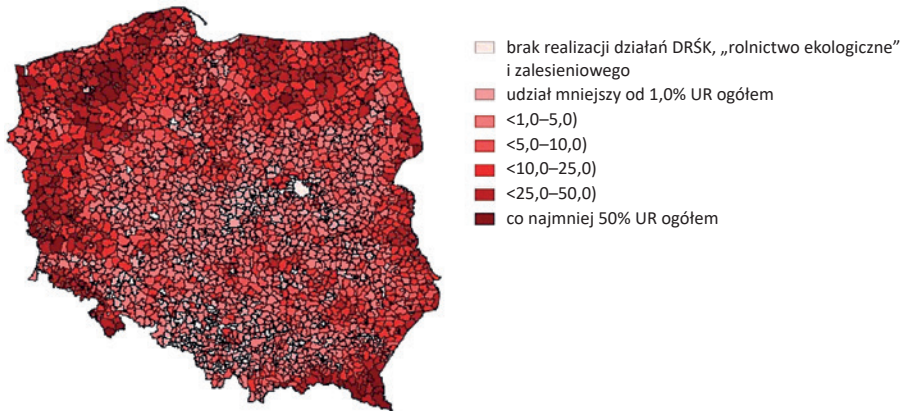 brak realizacji działań DRŚK, „rolnictwo ekologiczne”
i zalesieniowego
udział mniejszy od 1,0% UR ogółem
<1,0–5,0)
<5,0–10,0)
<10,0–25,0)
<25,0–50,0)
co najmniej 50% UR ogółem